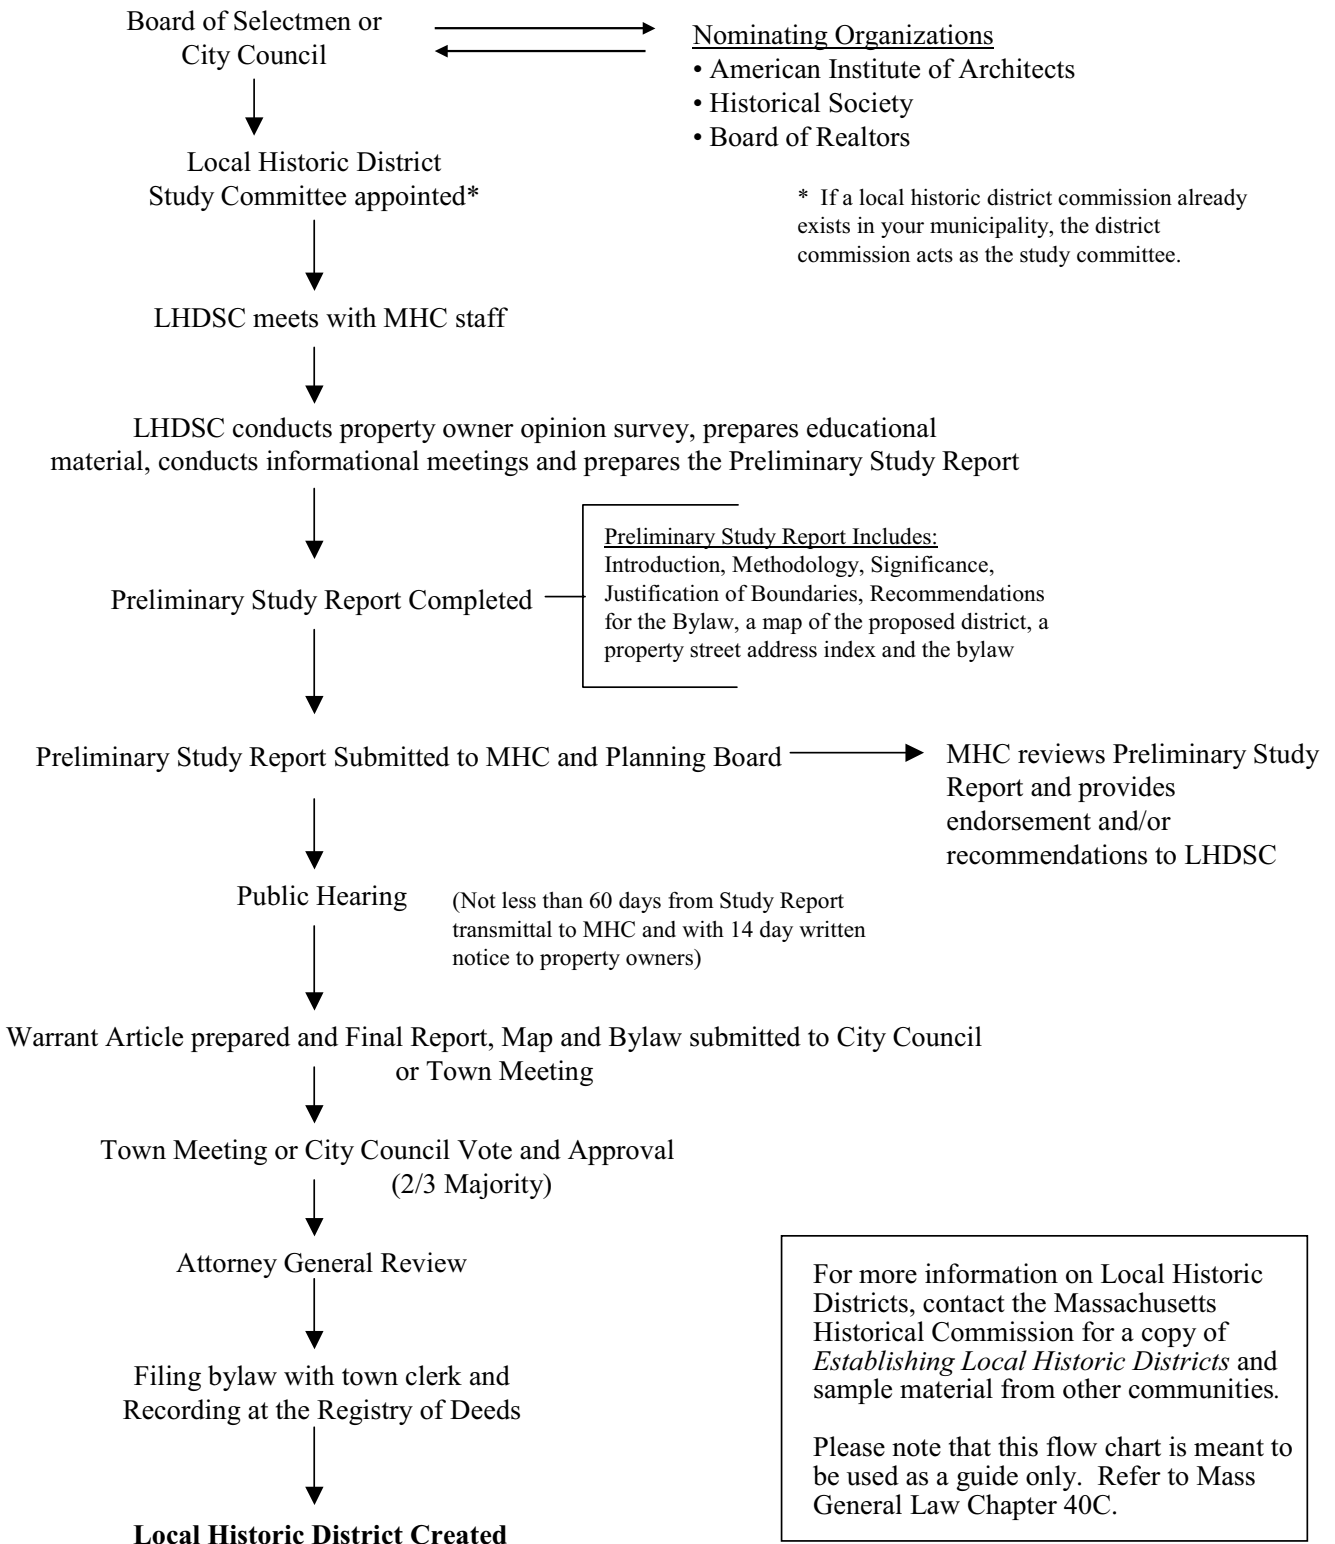 Board of Selectmen or
City Council
Nominating Organizations
• American Institute of Architects
• Historical Society
• Board of Realtors
Local Historic District
Study Committee appointed*
* If a local historic district commission already
exists in your municipality, the district
commission acts as the study committee.
LHDSC meets with MHC staff
LHDSC conducts property owner opinion survey, prepares educational
material, conducts informational meetings and prepares the Preliminary Study Report
Preliminary Study Report Completed
Preliminary Study Report Includes:
Introduction, Methodology, Significance,
Justification of Boundaries, Recommendations
for the Bylaw, a map of the proposed district, a
property street address index and the bylaw
Preliminary Study Report Submitted to MHC and Planning Board
MHC reviews Preliminary Study
Report and provides
endorsement and/or
recommendations to LHDSC
Public Hearing
(Not less than 60 days from Study Report
transmittal to MHC and with 14 day written
notice to property owners)
Warrant Article prepared and Final Report, Map and Bylaw submitted to City Council
or Town Meeting
Town Meeting or City Council Vote and Approval
(2/3 Majority)
Attorney General Review
Filing bylaw with town clerk and
Recording at the Registry of Deeds
Local Historic District Created
For more information on Local Historic
Districts, contact the Massachusetts
Historical Commission for a copy of
Establishing Local Historic Districts and
sample material from other communities.
Please note that this flow chart is meant to
be used as a guide only. Refer to Mass
General Law Chapter 40C.